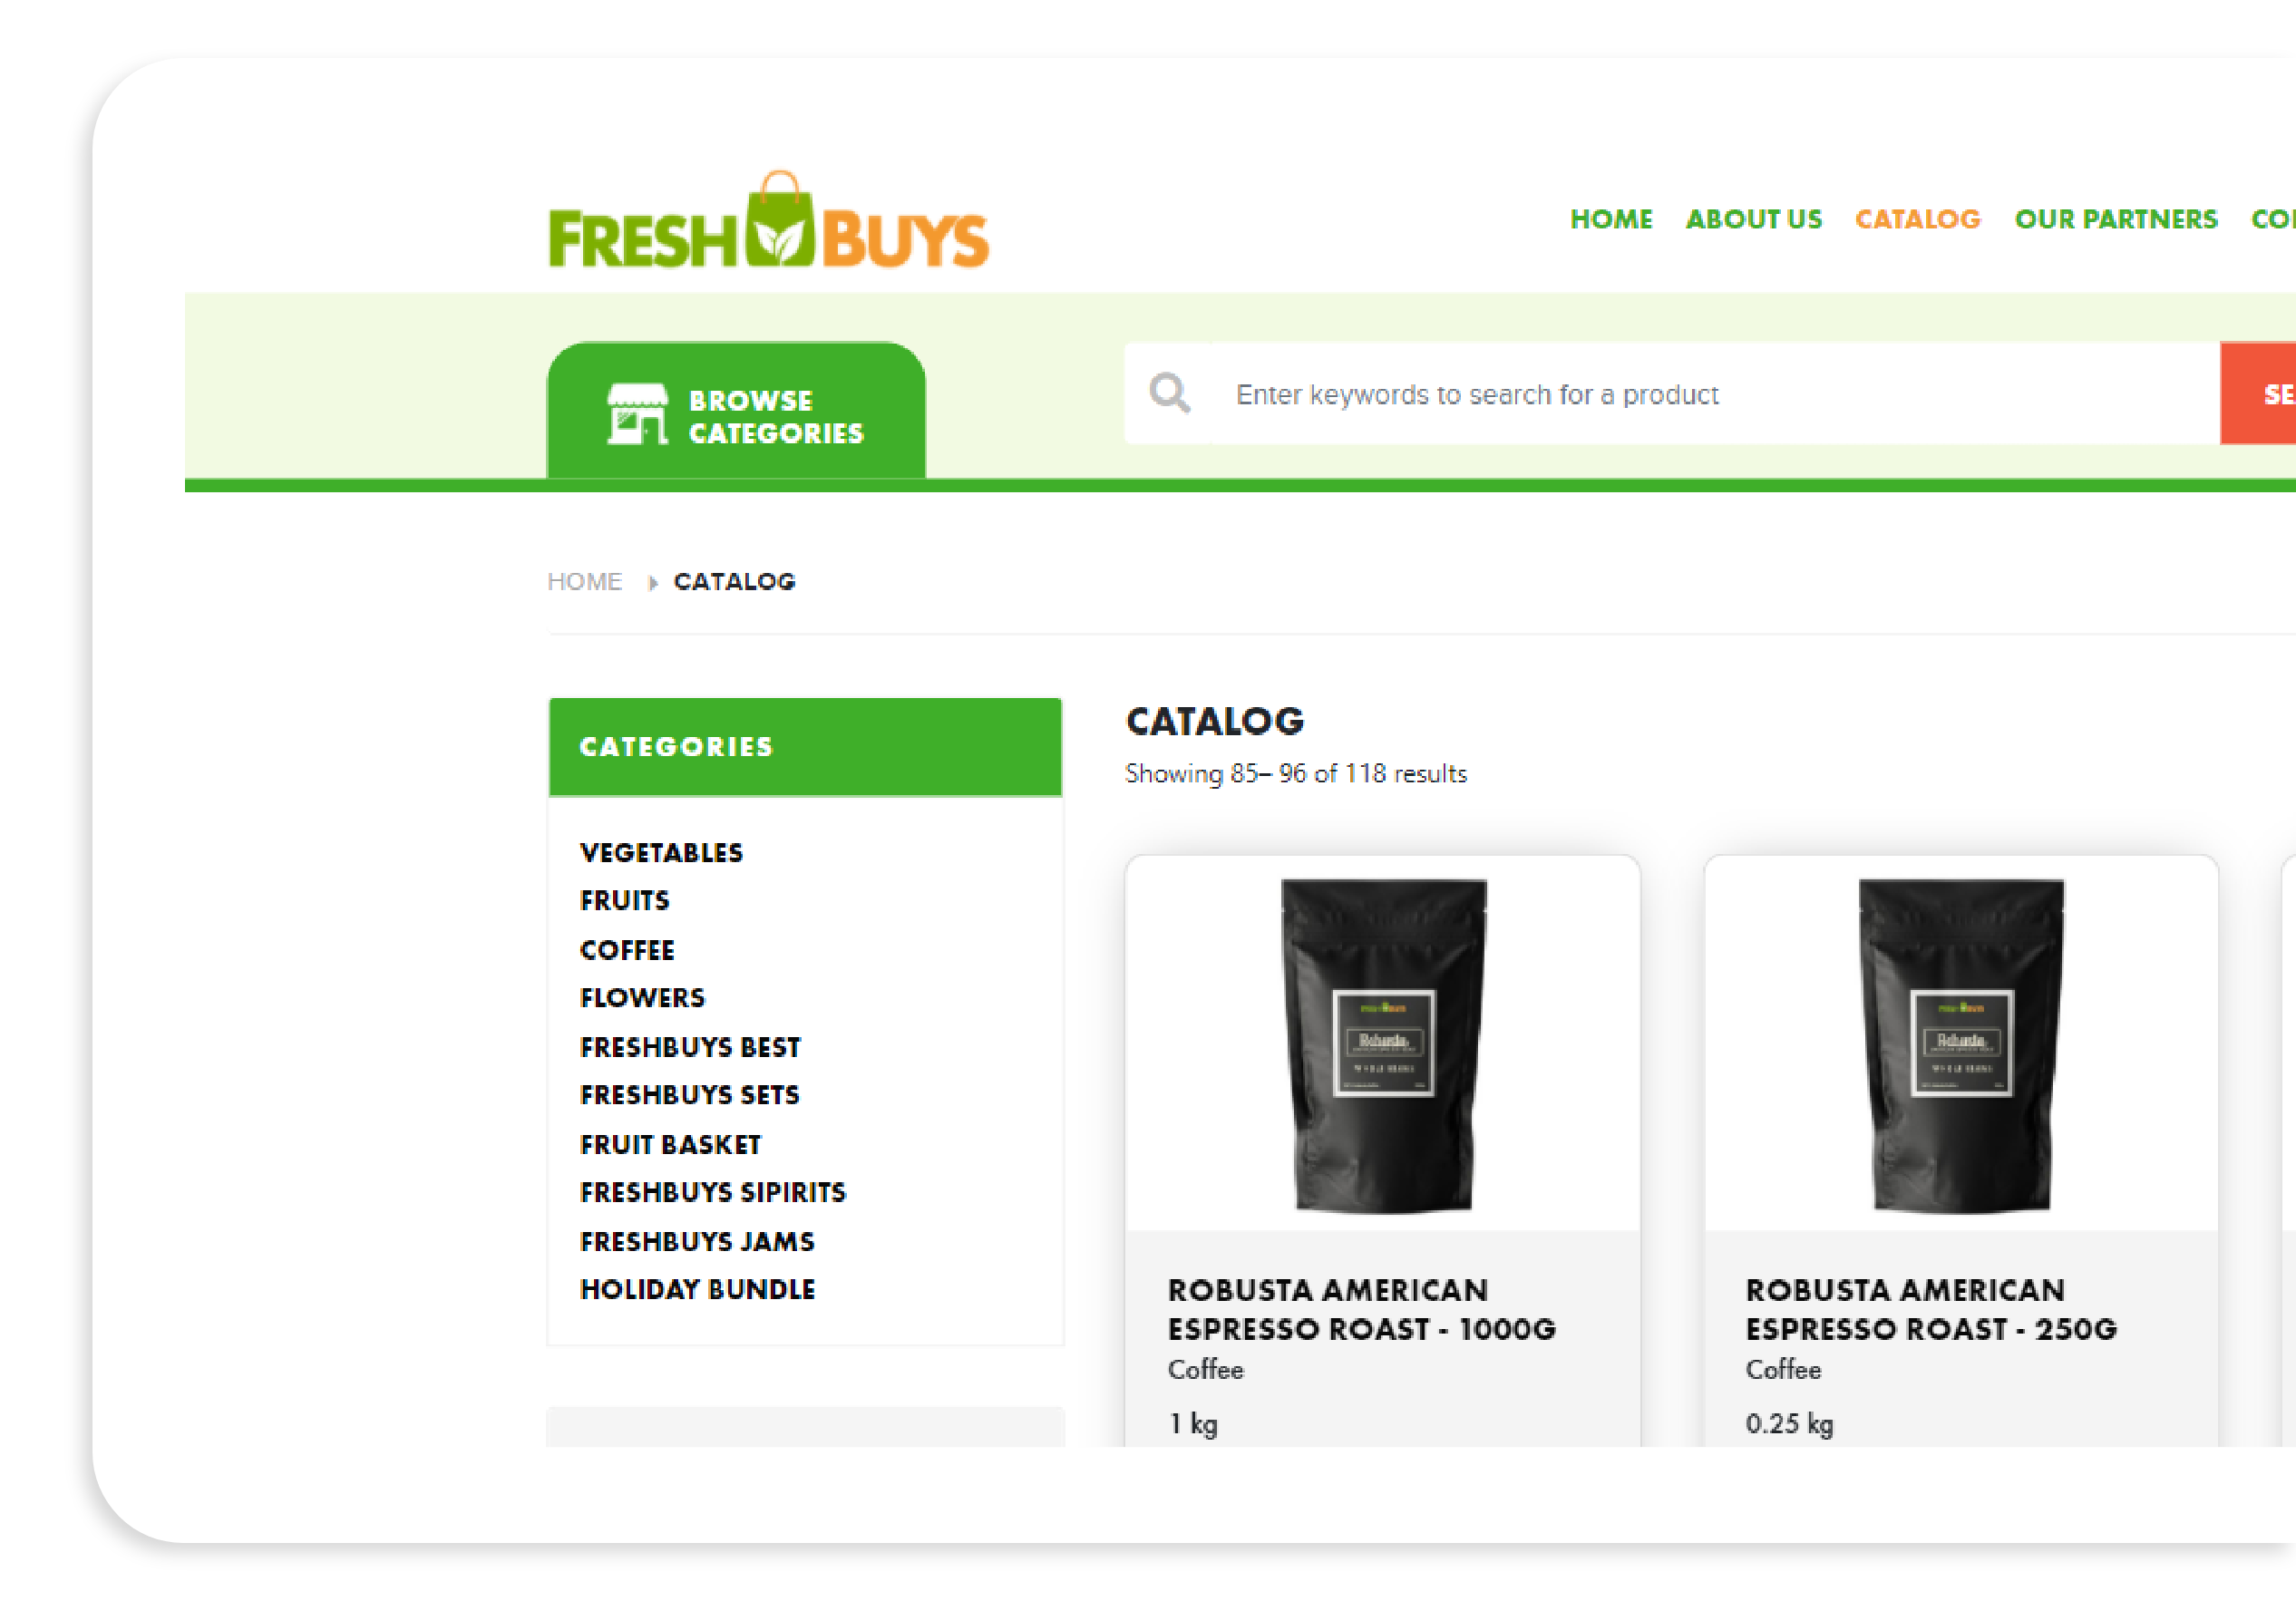 FRESH BUYS
HOME ABOUT US CATALOG OUR PARTNERS
BROWSE
CATEGORIES
Enter keywords to search for a product
HOME CATALOG
CATEGORIES
CATALOG
Showing 85– 96 of 118 results
VEGETABLES
FRUITS
COFFEE
FLOWERS
FRESHBUYS BEST
FRESHBUYS SETS
FRUIT BASKET
FRESHBUYS SIPIRITS
FRESHBUYS JAMS
HOLIDAY BUNDLE
Robusta
Robusta
ROBUSTA AMERICAN
ESPRESSO ROAST - 1000G
Coffee
1 kg
ROBUSTA AMERICAN
ESPRESSO ROAST - 250G
Coffee
0.25 kg